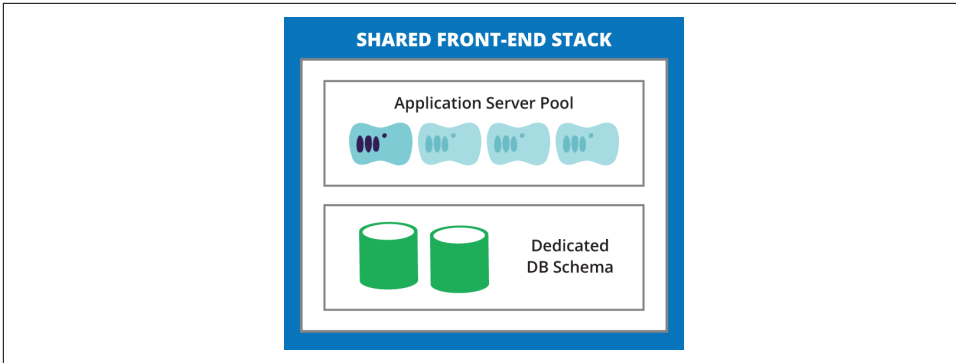 SHARED FRONT-END STACK
Application Server Pool
Dedicated
DB Schema